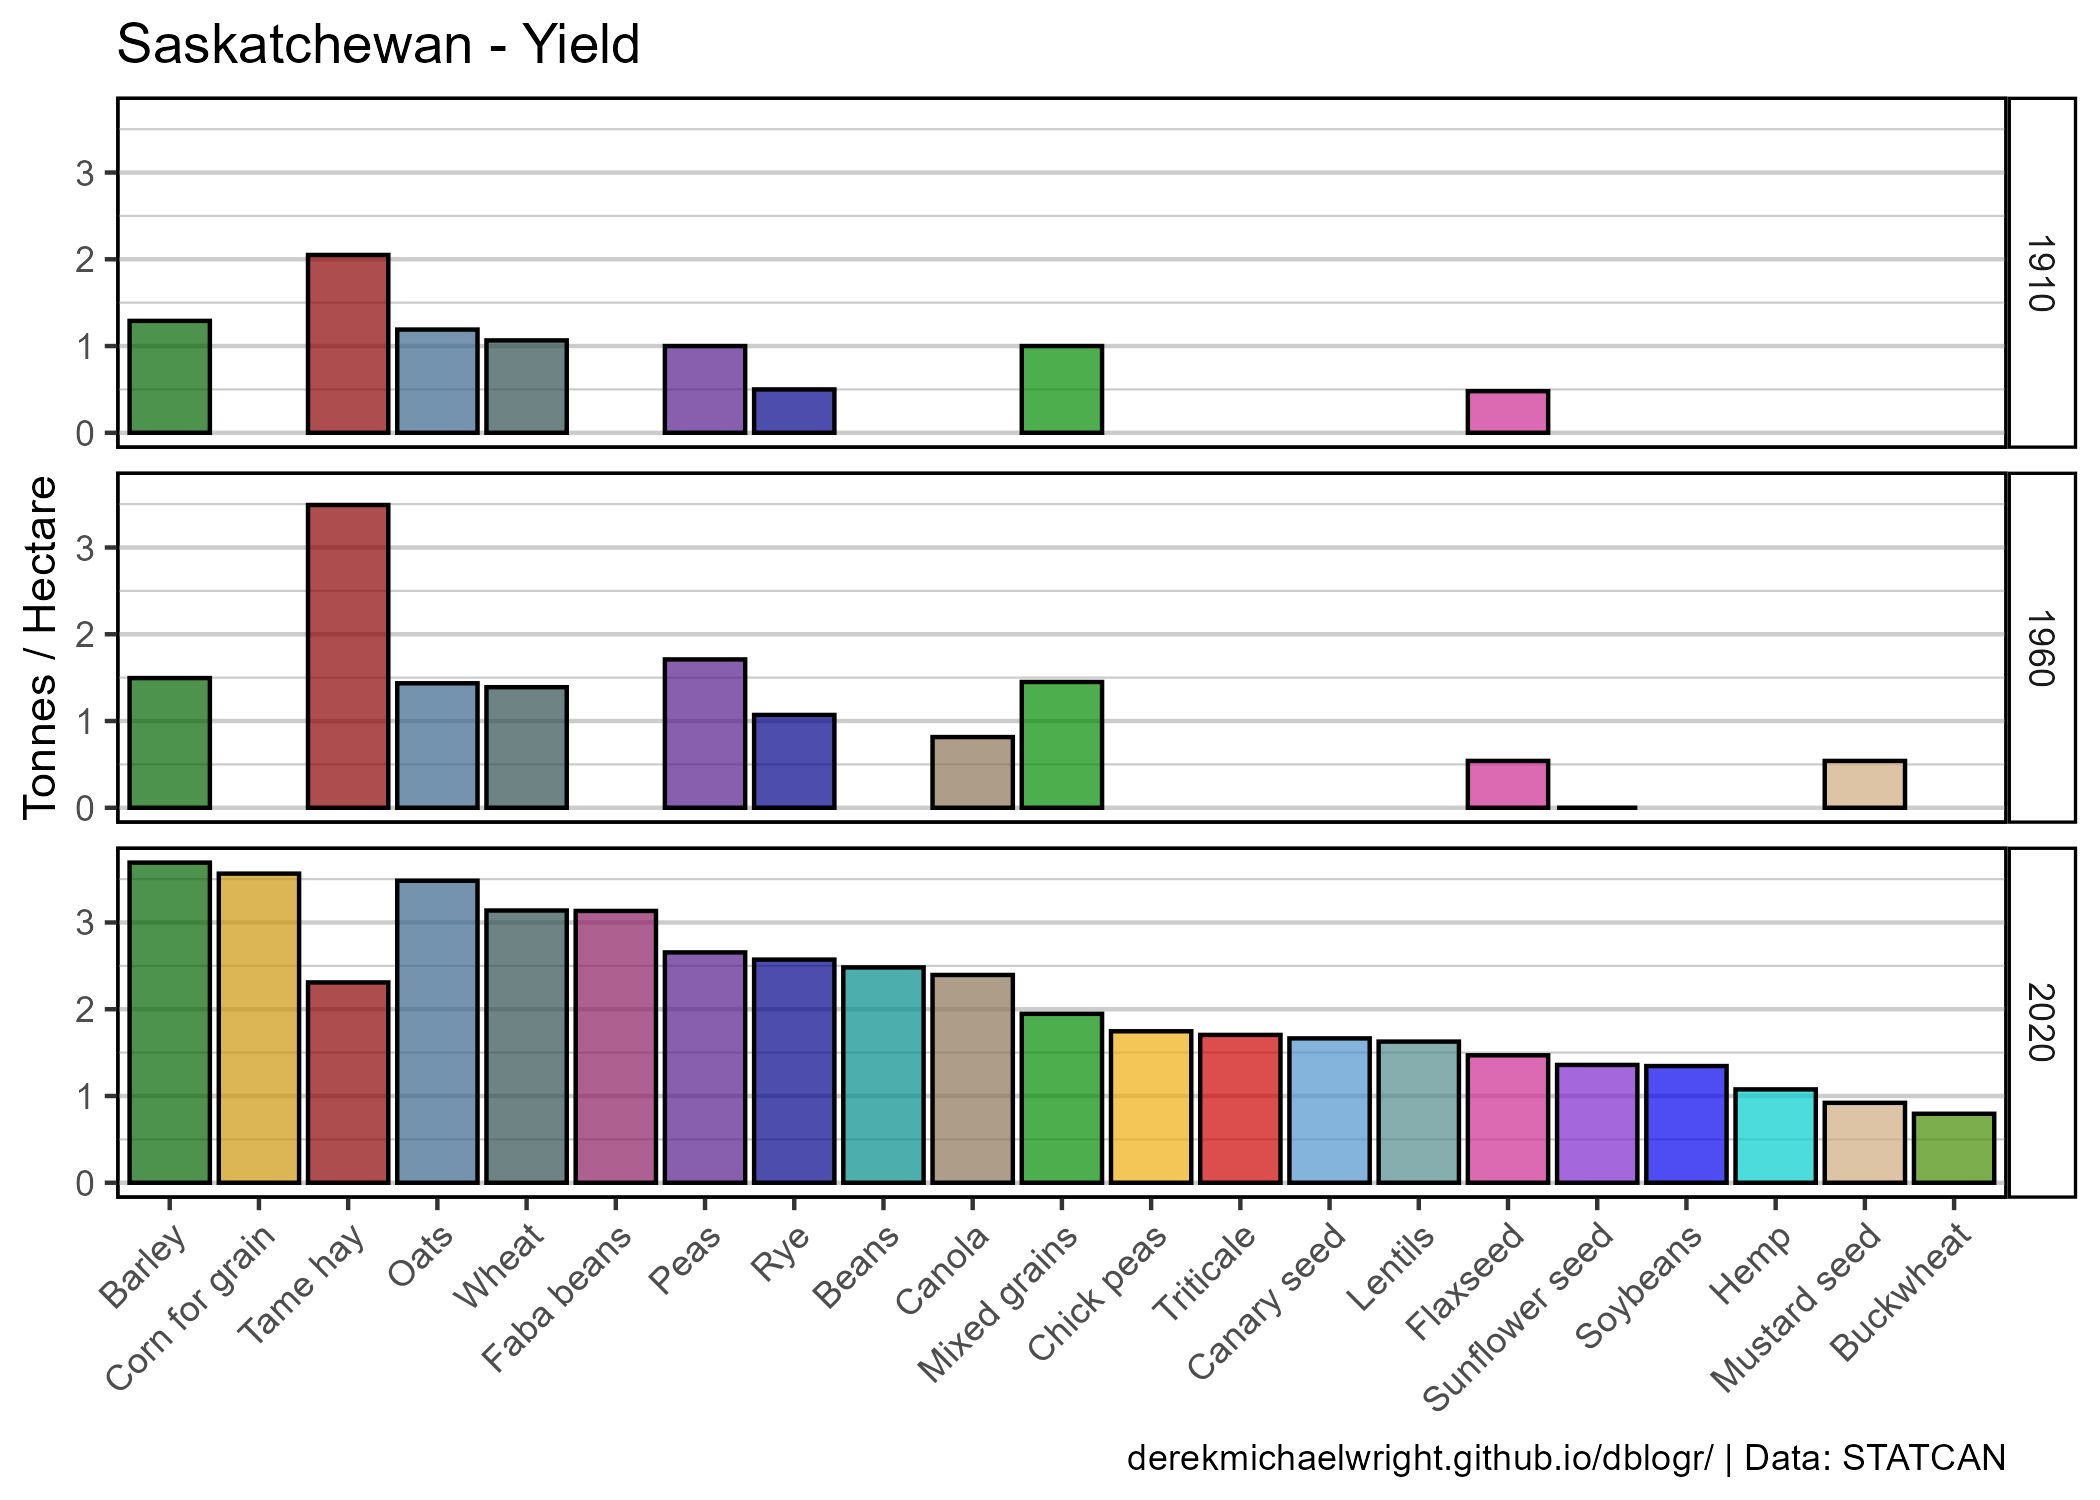 Saskatchewan - Yield
Tonnes / Hectare
3
2
1
0
1910
3
2
1
0
1960
3
2
1
0
2020
Barley
Corn for grain
Tame hay
Oats
Wheat
Faba beans
Peas
Rye
Beans
Canola
Mixed grains
Chick peas
Triticale
Canary seed
Lentils
Flaxseed
Sunflower seed
Soybeans
Hemp
Mustard seed
Buckwheat
derekmichaelwright.github.io/dblogr/ | Data: STATCAN